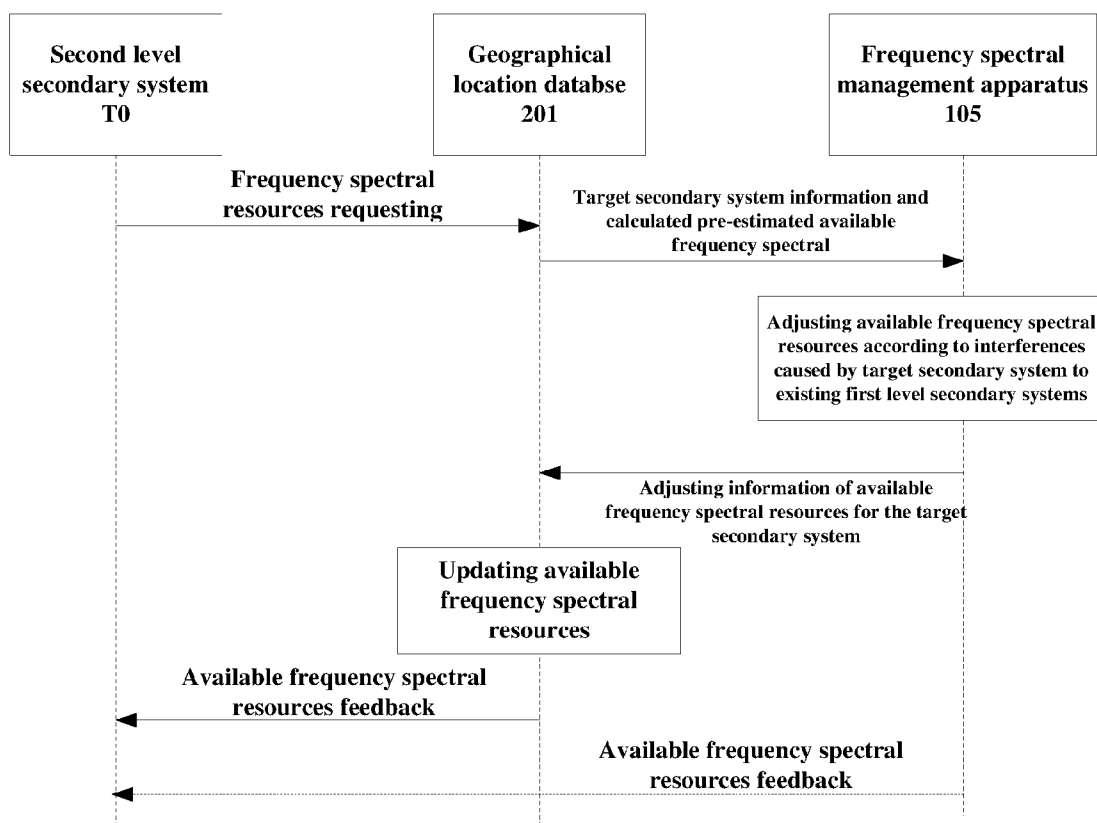 Second level
secondary system
T0
Geographical
location databse
201
Frequency spectral
management apparatus
105
Frequency spectral
resources requesting
Target secondary system information and
calculated pre-estimated available
frequency spectral
Adjusting available frequency spectral
resources according to interferences
caused by target secondary system to
existing first level secondary systems
Adjusting information of available
frequency spectral resources for the target
secondary system
Updating available
frequency spectral
resources
Available frequency spectral
resources feedback
Available frequency spectral
resources feedback